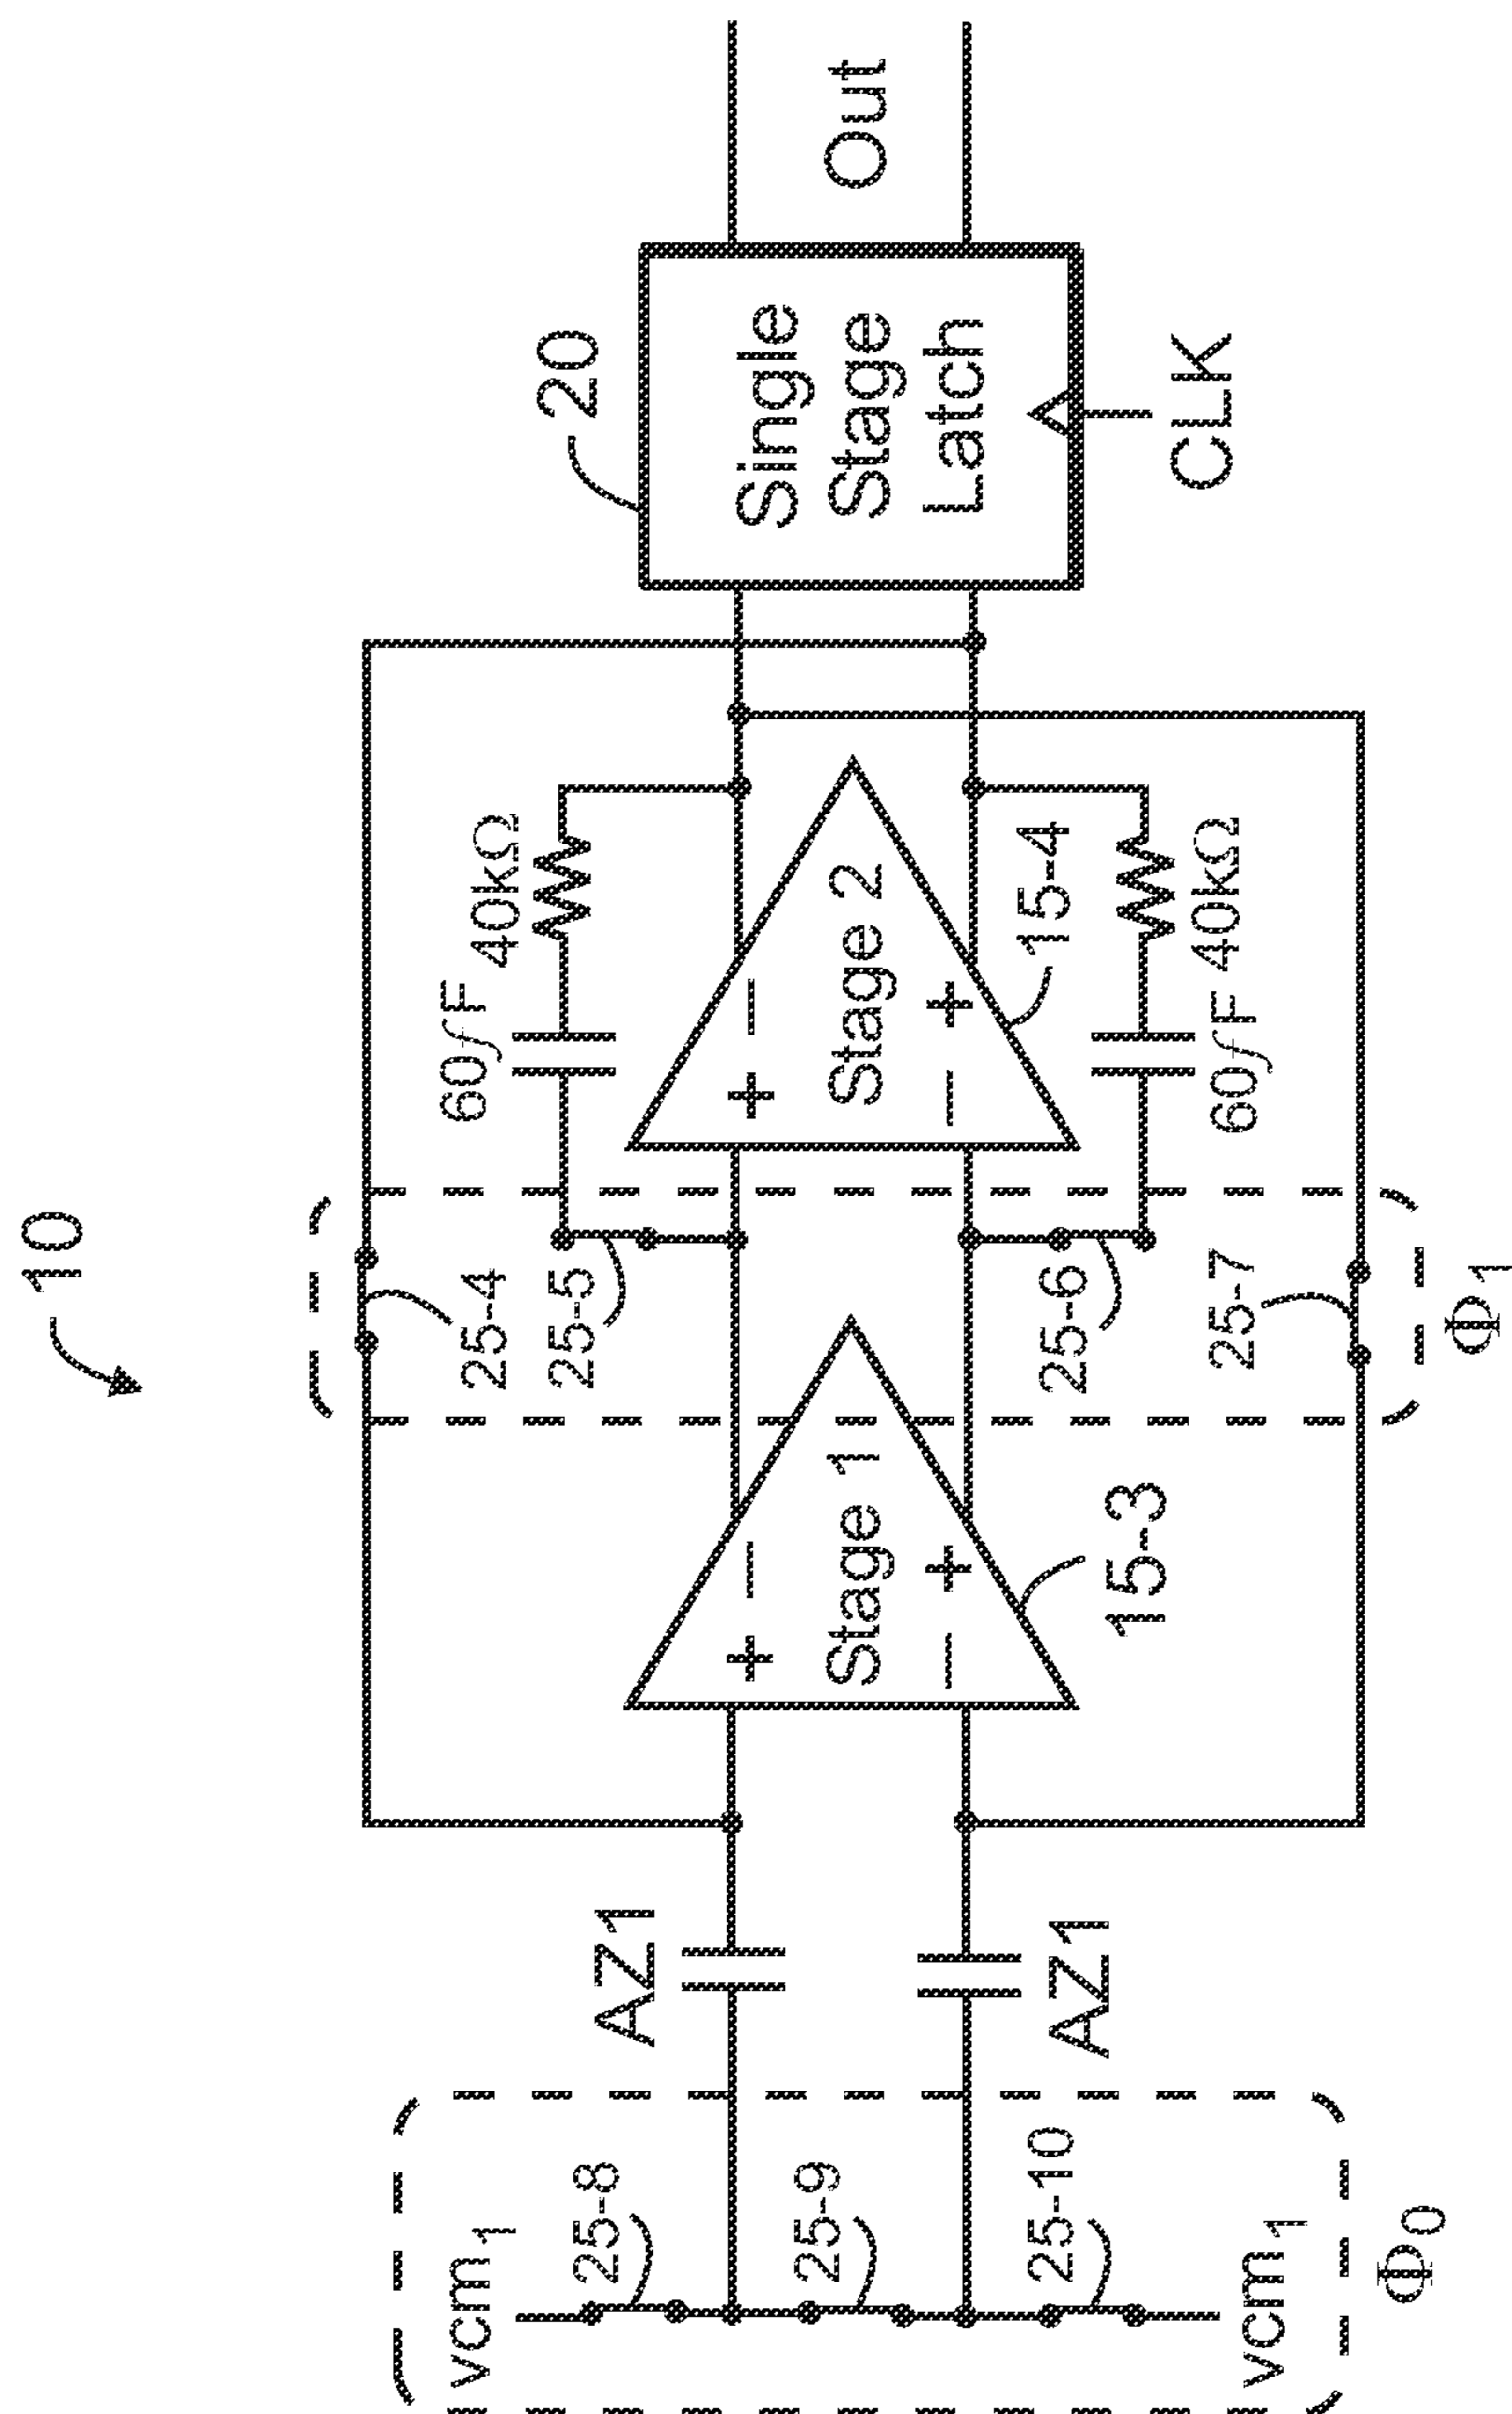 10
vcm1
25-8
25-9
25-10
vcm1
Φ0
AZ1
AZ1
+ −
Stage 1
− +
15-3
25-4
25-5
25-6
25-7
Φ1
60fF
40kΩ
+ −
Stage 2
− +
15-4
60fF
40kΩ
20
Single
Stage
Latch
CLK
Out